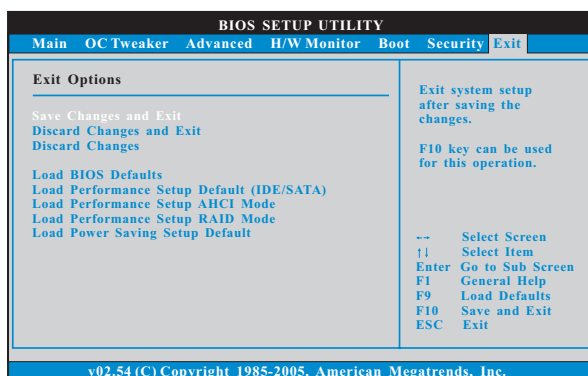 BIOS SETUP UTILITY
Main OC Tweaker Advanced H/W Monitor Boot Security Exit
Exit Options
Save Changes and Exit
Discard Changes and Exit
Discard Changes
Load BIOS Defaults
Load Performance Setup Default (IDE/SATA)
Load Performance Setup AHCI Mode
Load Performance Setup RAID Mode
Load Power Saving Setup Default
Exit system setup
after saving the
changes.
F10 key can be used
for this operation.
←→ Select Screen
↑↓ Select Item
Enter Go to Sub Screen
F1 General Help
F9 Load Defaults
F10 Save and Exit
ESC Exit
v02.54 (C) Copyright 1985-2005, American Megatrends, Inc.